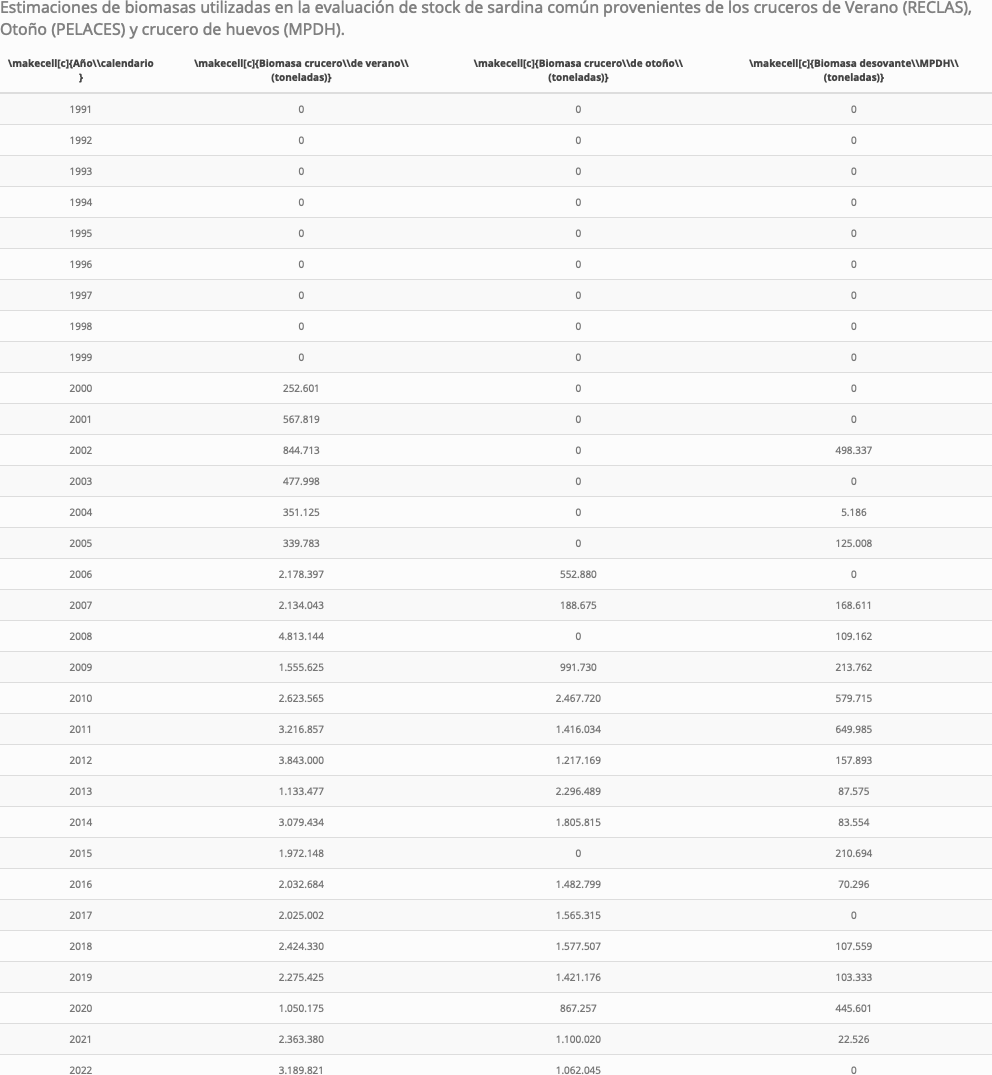 Estimaciones de biomasas utilizadas en la evaluación de stock de sardina común provenientes de los cruceros de Verano (RECLAS),
Otoño (PELACES) y crucero de huevos (MPDH).
\makecell[c]{Año\\calendario } \makecell[c]{Biomasa crucero\\de verano\\ (toneladas)} \makecell[c]{Biomasa crucero\\de otoño\\ (toneladas)} \makecell[c]{Biomasa desovante\\MPDH\\ (toneladas)}
1991 0 0 0
1992 0 0 0
1993 0 0 0
1994 0 0 0
1995 0 0 0
1996 0 0 0
1997 0 0 0
1998 0 0 0
1999 0 0 0
2000 252.601 0 0
2001 567.819 0 0
2002 844.713 0 498.337
2003 477.998 0 0
2004 351.125 0 5.186
2005 339.783 0 125.008
2006 2.178.397 552.880 0
2007 2.134.043 188.675 168.611
2008 4.813.144 0 109.162
2009 1.555.625 991.730 213.762
2010 2.623.565 2.467.720 579.715
2011 3.216.857 1.416.034 649.985
2012 3.843.000 1.217.169 157.893
2013 1.133.477 2.296.489 87.575
2014 3.079.434 1.805.815 83.554
2015 1.972.148 0 210.694
2016 2.032.684 1.482.799 70.296
2017 2.025.002 1.565.315 0
2018 2.424.330 1.577.507 107.559
2019 2.275.425 1.421.176 103.333
2020 1.050.175 867.257 445.601
2021 2.363.380 1.100.020 22.526
2022 3.189.821 1.062.045 0